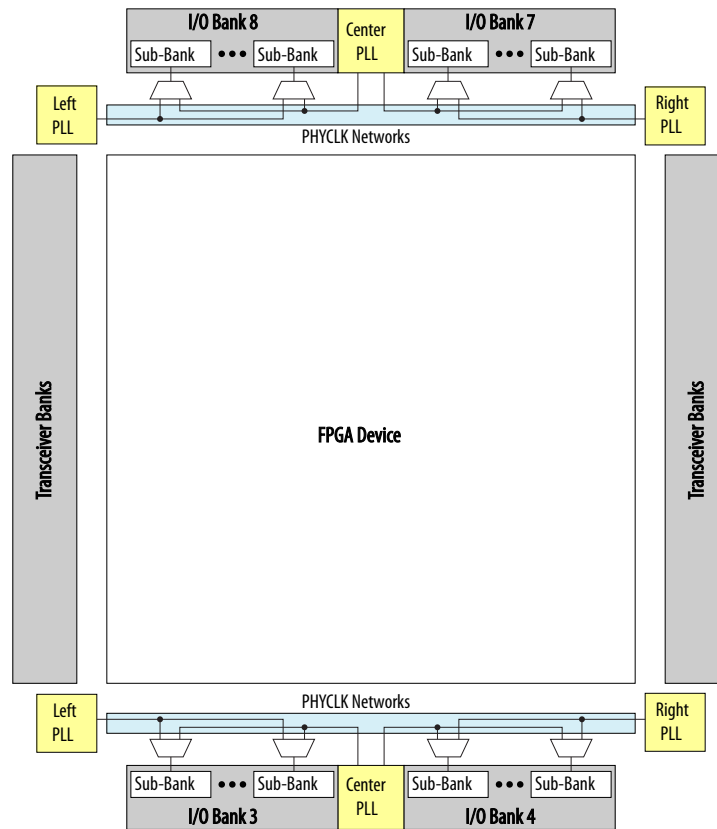 I/O Bank 8
Center
PLL
I/O Bank 7
Sub-Bank
Sub-Bank
Sub-Bank
Sub-Bank
Left
PLL
Right
PLL
PHYCLK Networks
Transceiver Banks
FPGA Device
Transceiver Banks
PHYCLK Networks
Left
PLL
Right
PLL
Sub-Bank
Sub-Bank
Center
PLL
Sub-Bank
Sub-Bank
I/O Bank 3
I/O Bank 4